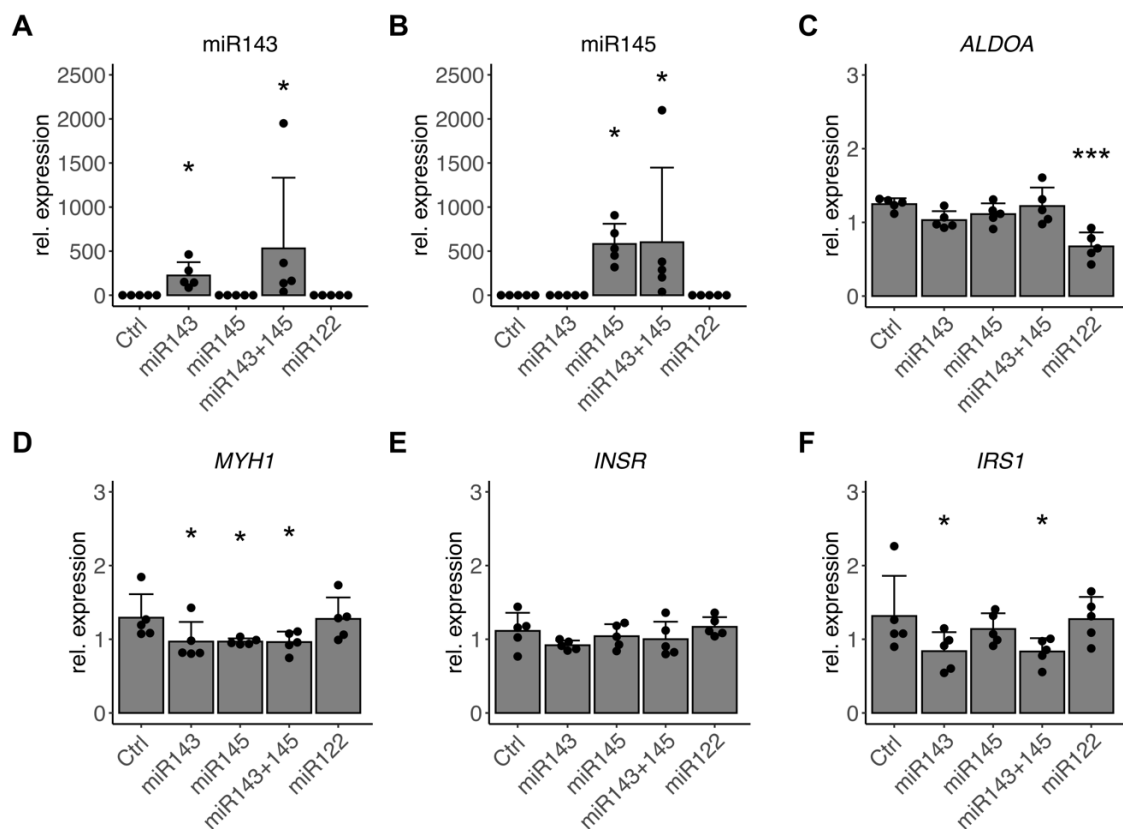 A
miR143
rel. expression
2500
2000
1500
1000
500
0
*
*
Ctrl
miR143
miR145
miR143+145
miR122
B
miR145
rel. expression
2500
2000
1500
1000
500
0
*
*
Ctrl
miR143
miR145
miR143+145
miR122
C
ALDOA
rel. expression
3
2
1
0
***
Ctrl
miR143
miR145
miR143+145
miR122
D
MYH1
rel. expression
3
2
1
0
* * *
Ctrl
miR143
miR145
miR143+145
miR122
E
INSR
rel. expression
3
2
1
0
Ctrl
miR143
miR145
miR143+145
miR122
F
IRS1
rel. expression
3
2
1
0
* *
Ctrl
miR143
miR145
miR143+145
miR122